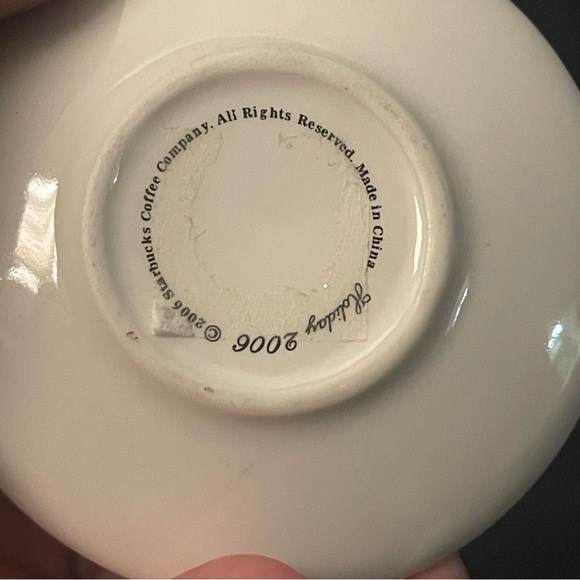 © 2006 Starbucks Coffee Company. All Rights Reserved. Made in China
Holiday 2006